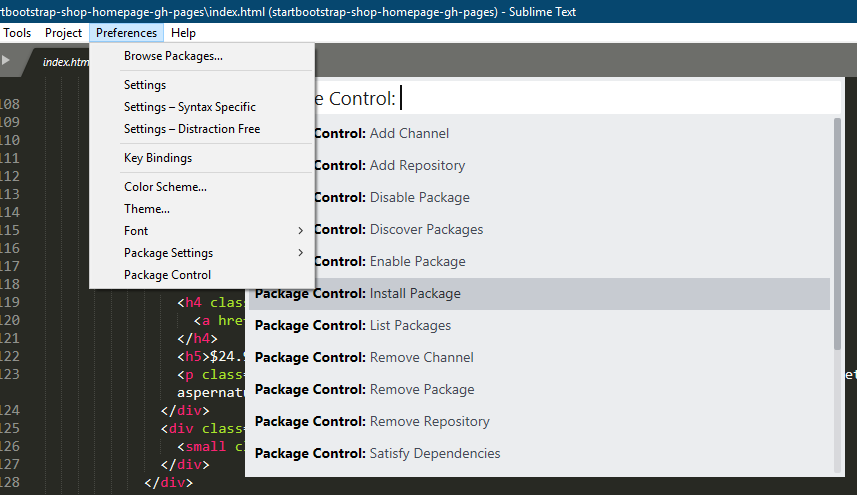 tbootstrap-shop-homepage-gh-pages\index.html (startbootstrap-shop-homepage-gh-pages) - Sublime Text
Tools Project Preferences Help
index.htm
Browse Packages...
Settings
Settings – Syntax Specific
Settings – Distraction Free
Key Bindings
Color Scheme...
Theme...
Font
Package Settings
Package Control
e Control:
Control: Add Channel
Control: Add Repository
Control: Disable Package
Control: Discover Packages
Control: Enable Package
Package Control: Install Package
Package Control: List Packages
Package Control: Remove Channel
Package Control: Remove Package
Package Control: Remove Repository
Package Control: Satisfy Dependencies
108
109
110
111
112
113
114
115
116
117
118
119 <h4 class
120 <a hre
121 </h4>
122 <h5>$24.9
123 <p class= et
aspernatu
124 </div>
125 <div class=
126 <small cl
127 </div>
128 </div>